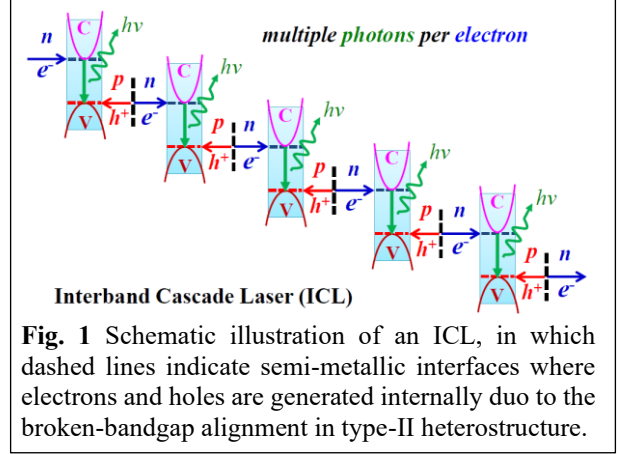 multiple photons per electron
n
e⁻
C
hν
V
p
h⁺
n
e⁻
C
hν
V
p
h⁺
n
e⁻
C
hν
V
p
h⁺
n
e⁻
C
hν
V
p
h⁺
n
e⁻
C
hν
V
p
h⁺
n
e⁻
Interband Cascade Laser (ICL)
Fig. 1 Schematic illustration of an ICL, in which
dashed lines indicate semi-metallic interfaces where
electrons and holes are generated internally duo to the
broken-bandgap alignment in type-II heterostructure.